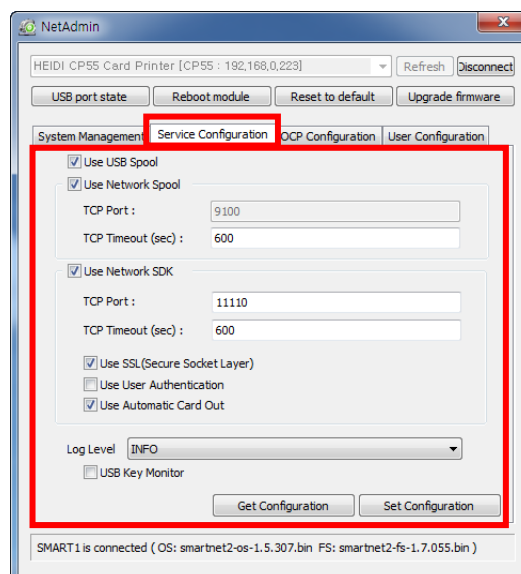 NetAdmin
HEIDI CP55 Card Printer [CP55 : 192,168,0,223]
Refresh
Disconnect
USB port state
Reboot module
Reset to default
Upgrade firmware
System Management
Service Configuration
OCP Configuration
User Configuration
Use USB Spool
Use Network Spool
TCP Port :
9100
TCP Timeout (sec) :
600
Use Network SDK
TCP Port :
11110
TCP Timeout (sec) :
600
Use SSL(Secure Socket Layer)
Use User Authentication
Use Automatic Card Out
Log Level
INFO
USB Key Monitor
Get Configuration
Set Configuration
SMART1 is connected ( OS: smartnet2-os-1.5.307.bin FS: smartnet2-fs-1.7.055.bin )